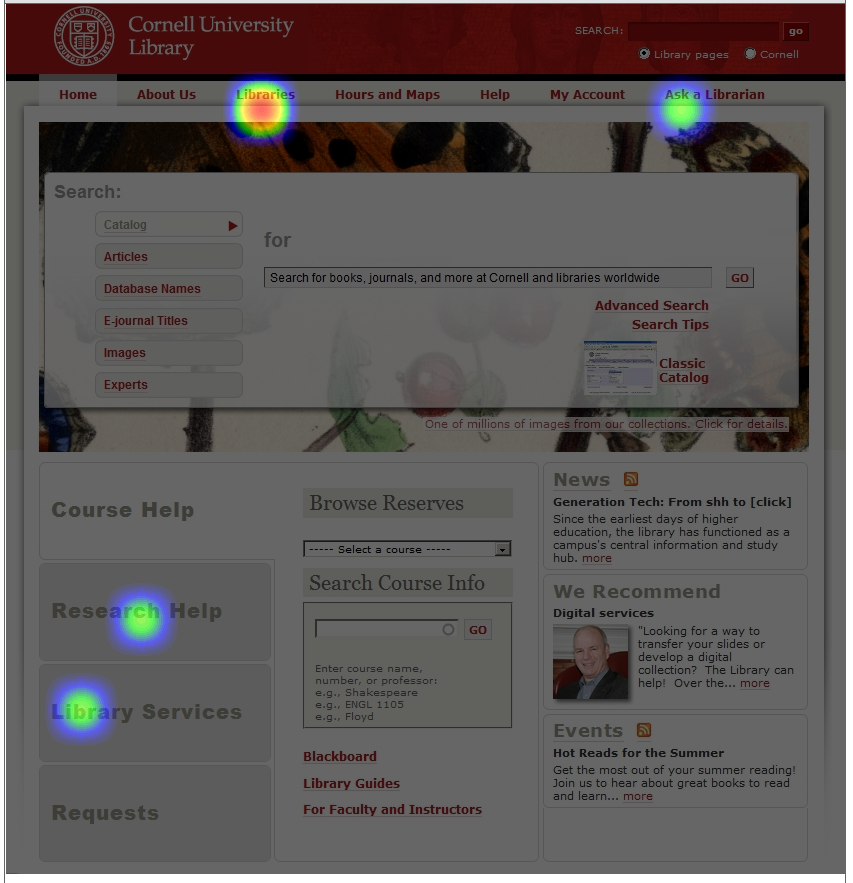 Cornell University
Library
SEARCH: go
Library pages Cornell
Home About Us Libraries Hours and Maps Help My Account Ask a Librarian
Search:
Catalog
Articles
Database Names
E-journal Titles
Images
Experts
for
Search for books, journals, and more at Cornell and libraries worldwide GO
Advanced Search
Search Tips
Classic
Catalog
One of millions of images from our collections. Click for details.
Course Help
Research Help
Library Services
Requests
Browse Reserves
----- Select a course -----
Search Course Info
GO
Enter course name,
number, or professor:
e.g., Shakespeare
e.g., ENGL 1105
e.g., Floyd
Blackboard
Library Guides
For Faculty and Instructors
News
Generation Tech: From shh to [click]
Since the earliest days of higher
education, the library has functioned as a
campus's central information and study
hub. more
We Recommend
Digital services
"Looking for a way to
transfer your slides or
develop a digital
collection? The Library can
help! Over the... more
Events
Hot Reads for the Summer
Get the most out of your summer reading!
Join us to hear about great books to read
and learn... more